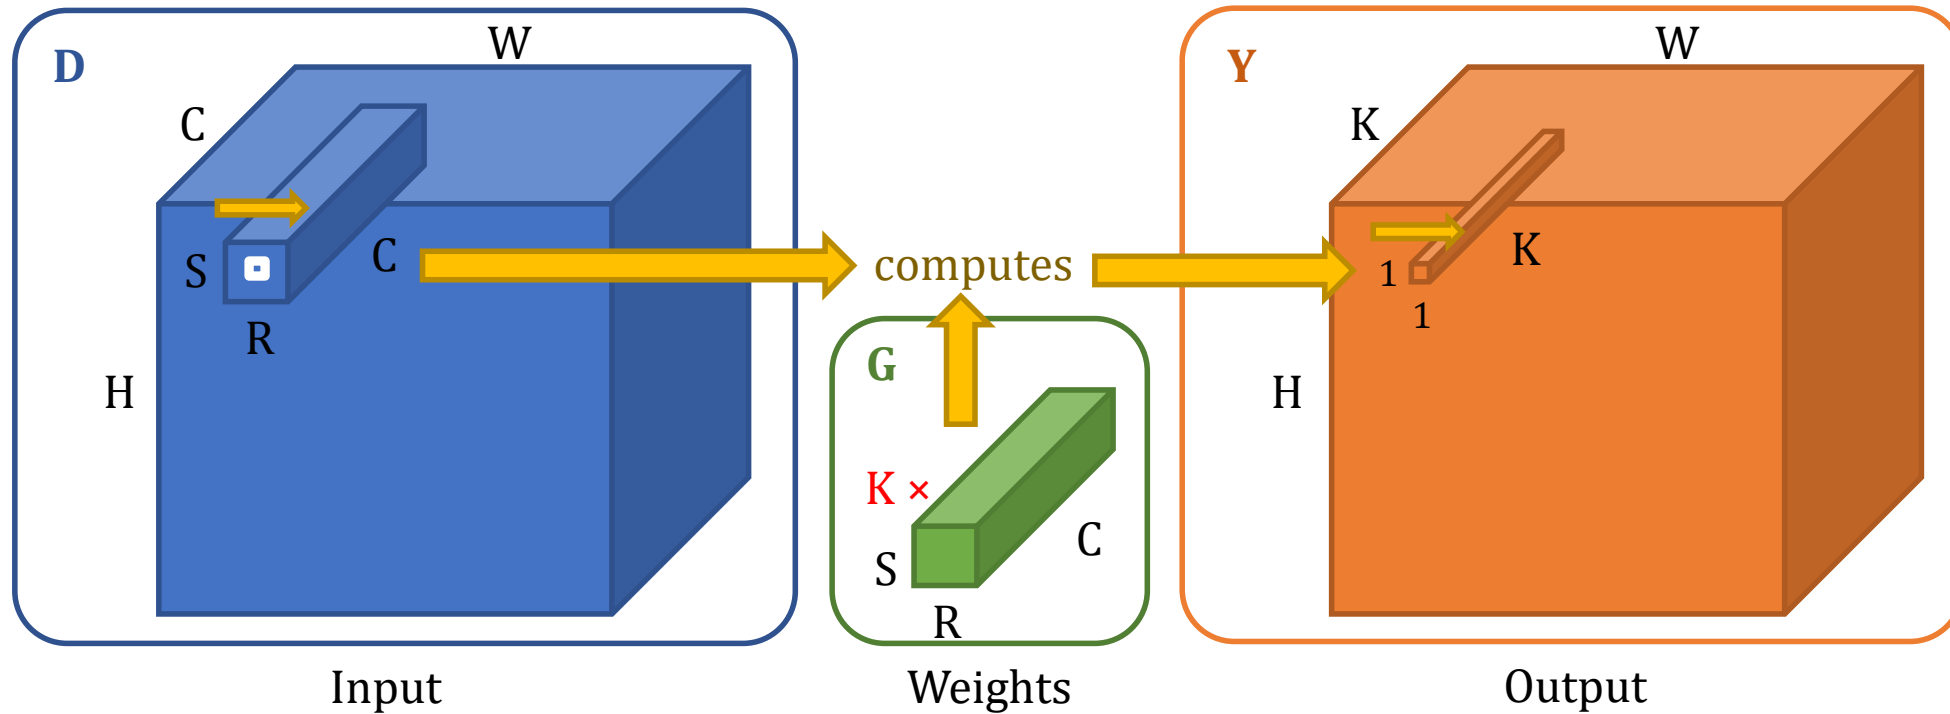 D
W
C
S
C
R
H
Input
computes
G
K ×
S
C
R
Weights
Y
W
K
1
K
1
H
Output